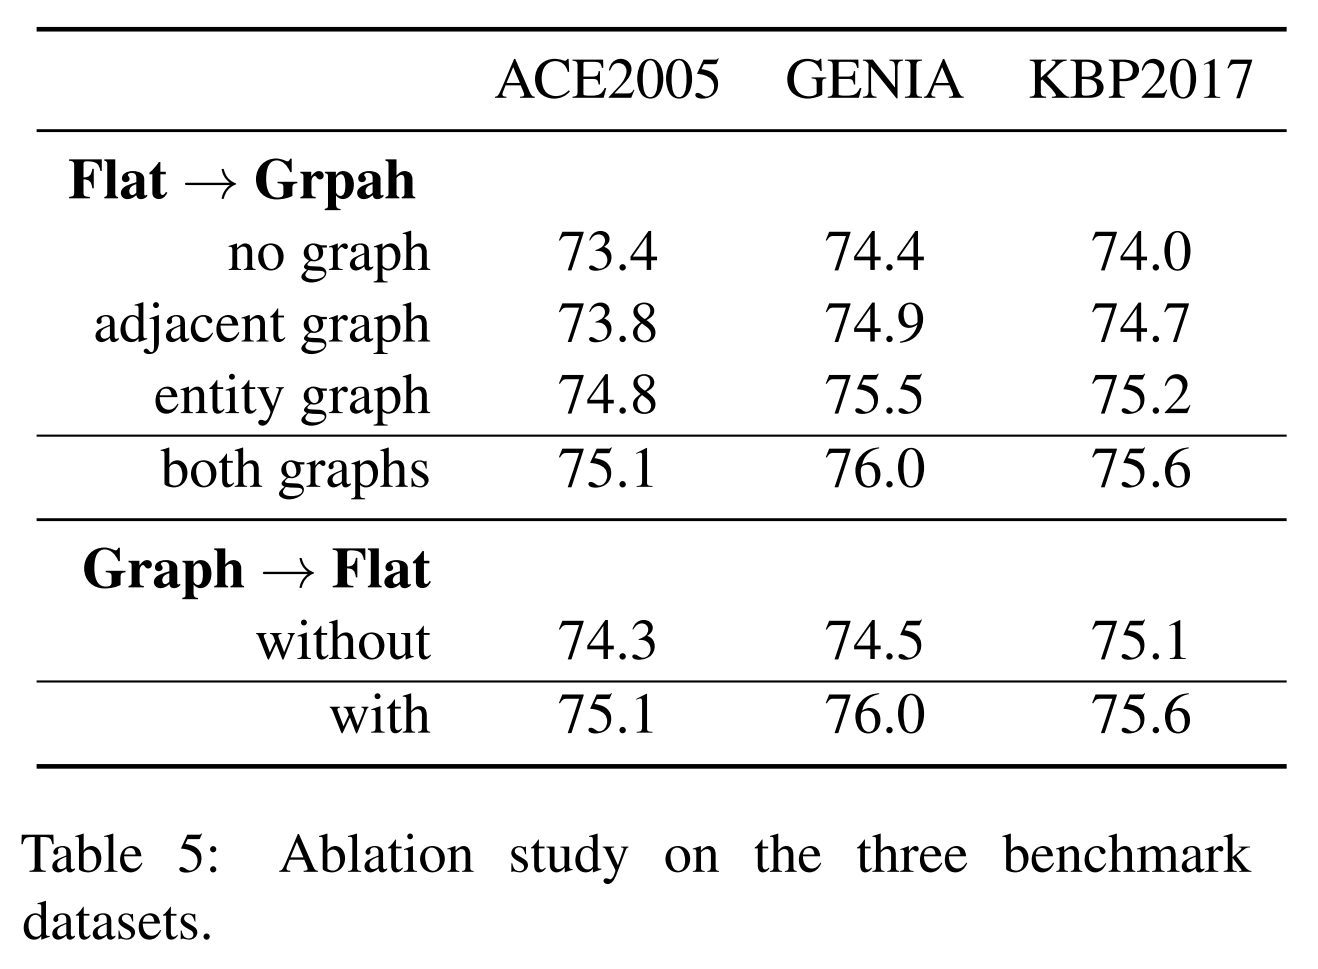 ACE2005 GENIA KBP2017
Flat → Grpah
no graph 73.4 74.4 74.0
adjacent graph 73.8 74.9 74.7
entity graph 74.8 75.5 75.2
both graphs 75.1 76.0 75.6
Graph → Flat
without 74.3 74.5 75.1
with 75.1 76.0 75.6
Table 5: Ablation study on the three benchmark
datasets.